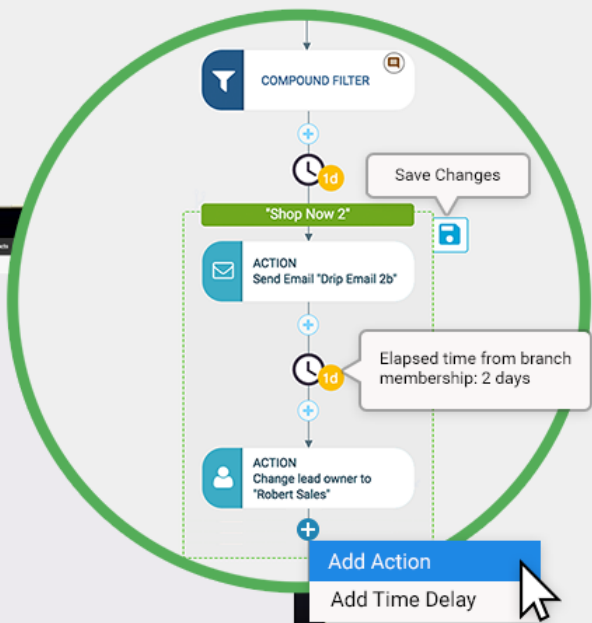 COMPOUND FILTER
1d
Save Changes
"Shop Now 2"
ACTION
Send Email "Drip Email 2b"
1d
Elapsed time from branch
membership: 2 days
ACTION
Change lead owner to
"Robert Sales"
Add Action
Add Time Delay